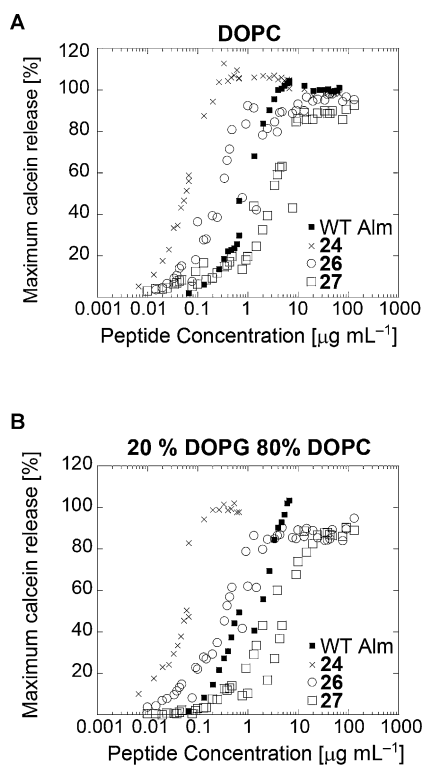 A
DOPC
Maximum calcein release [%]
120
100
80
60
40
20
WT Alm
24
26
27
0.001 0.01 0.1 1 10 100 1000
Peptide Concentration [µg mL⁻¹]
B
20 % DOPG 80% DOPC
Maximum calcein release [%]
120
100
80
60
40
20
WT Alm
24
26
27
0.001 0.01 0.1 1 10 100 1000
Peptide Concentration [µg mL⁻¹]